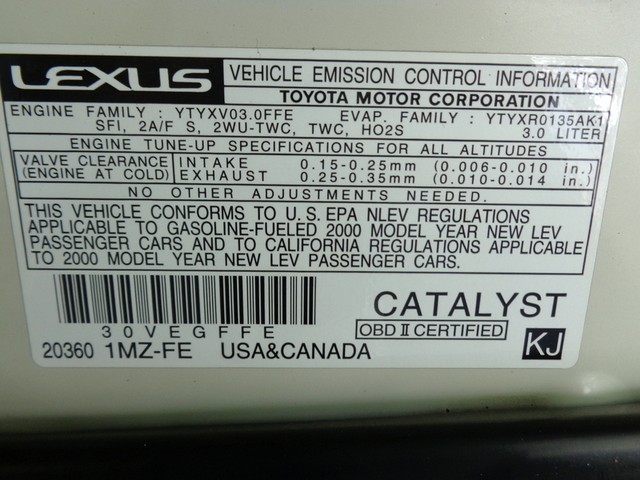 LEXUS
VEHICLE EMISSION CONTROL INFORMATION
TOYOTA MOTOR CORPORATION
ENGINE FAMILY : YTYXV03.0FFE EVAP. FAMILY : YTYXR0135AK1
SFI, 2A/F S, 2WU-TWC, TWC, HO2S 3.0 LITER
ENGINE TUNE-UP SPECIFICATIONS FOR ALL ALTITUDES
VALVE CLEARANCE INTAKE 0.15-0.25mm (0.006-0.010 in.)
(ENGINE AT COLD) EXHAUST 0.25-0.35mm (0.010-0.014 in.)
NO OTHER ADJUSTMENTS NEEDED.
THIS VEHICLE CONFORMS TO U.S.EPA NLEV REGULATIONS
APPLICABLE TO GASOLINE-FUELED 2000 MODEL YEAR NEW LEV
PASSENGER CARS AND TO CALIFORNIA REGULATIONS APPLICABLE
TO 2000 MODEL YEAR NEW LEV PASSENGER CARS.
CATALYST
30VEGFFE
OBD II CERTIFIED
20360 1MZ-FE USA&CANADA KJ